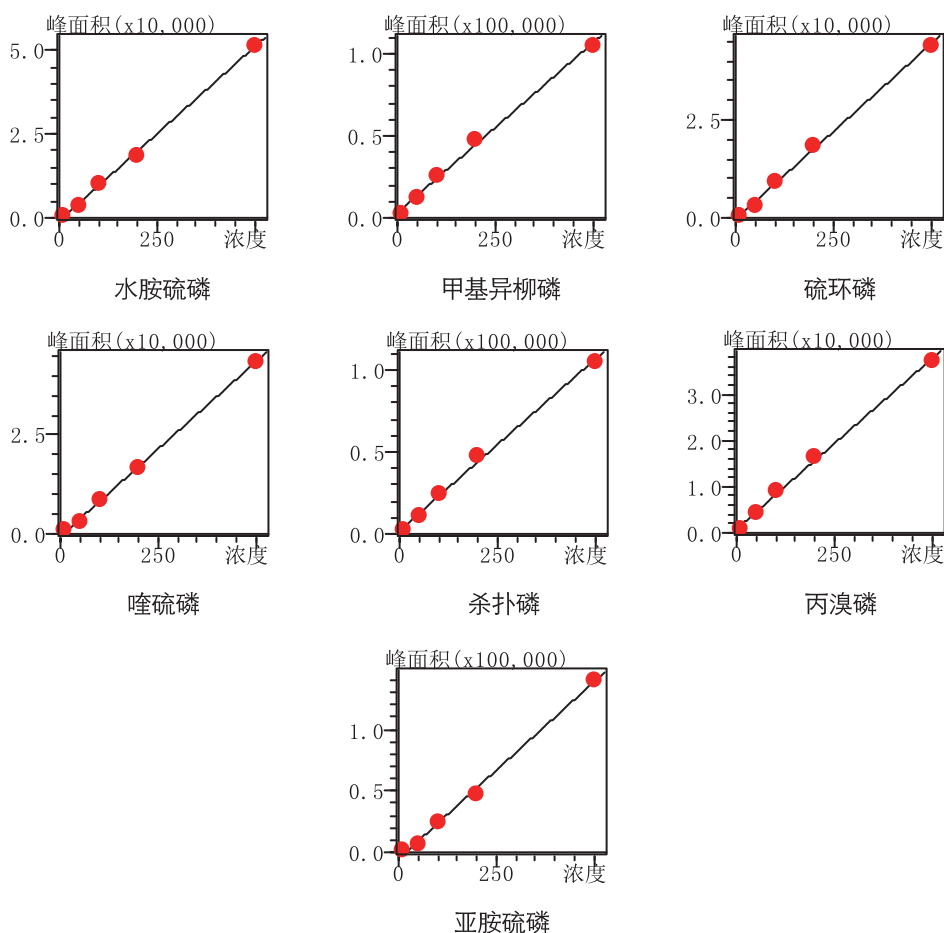 峰面积(x10,000)
5.0
2.5
0.0
0 250 浓度
水胺硫磷
峰面积(x100,000)
1.0
0.5
0.0
0 250 浓度
甲基异柳磷
峰面积(x10,000)
2.5
0.0
0 250 浓度
硫环磷
峰面积(x10,000)
2.5
0.0
0 250 浓度
喹硫磷
峰面积(x100,000)
1.0
0.5
0.0
0 250 浓度
杀扑磷
峰面积(x10,000)
3.0
2.0
1.0
0.0
0 250 浓度
丙溴磷
峰面积(x100,000)
1.0
0.5
0.0
0 250 浓度
亚胺硫磷